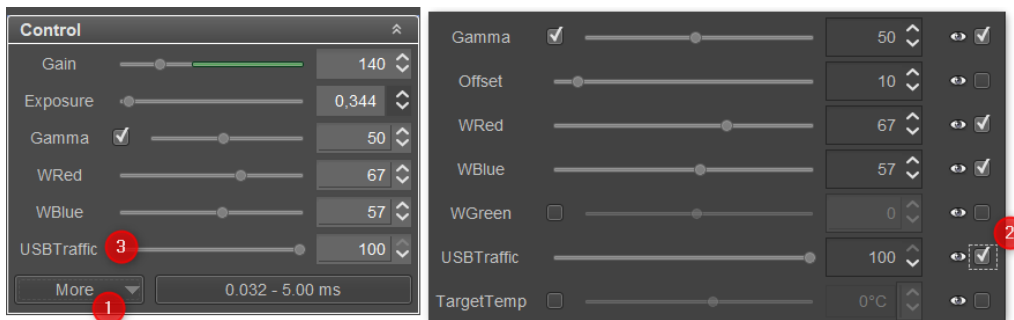 Control
Gain 140
Exposure 0,344
Gamma 50
WRed 67
WBlue 57
USBTraffic 3 100
More 0.032 - 5.00 ms
1
Gamma 50
Offset 10
WRed 67
WBlue 57
WGreen 0
2
USBTraffic 100
TargetTemp 0°C